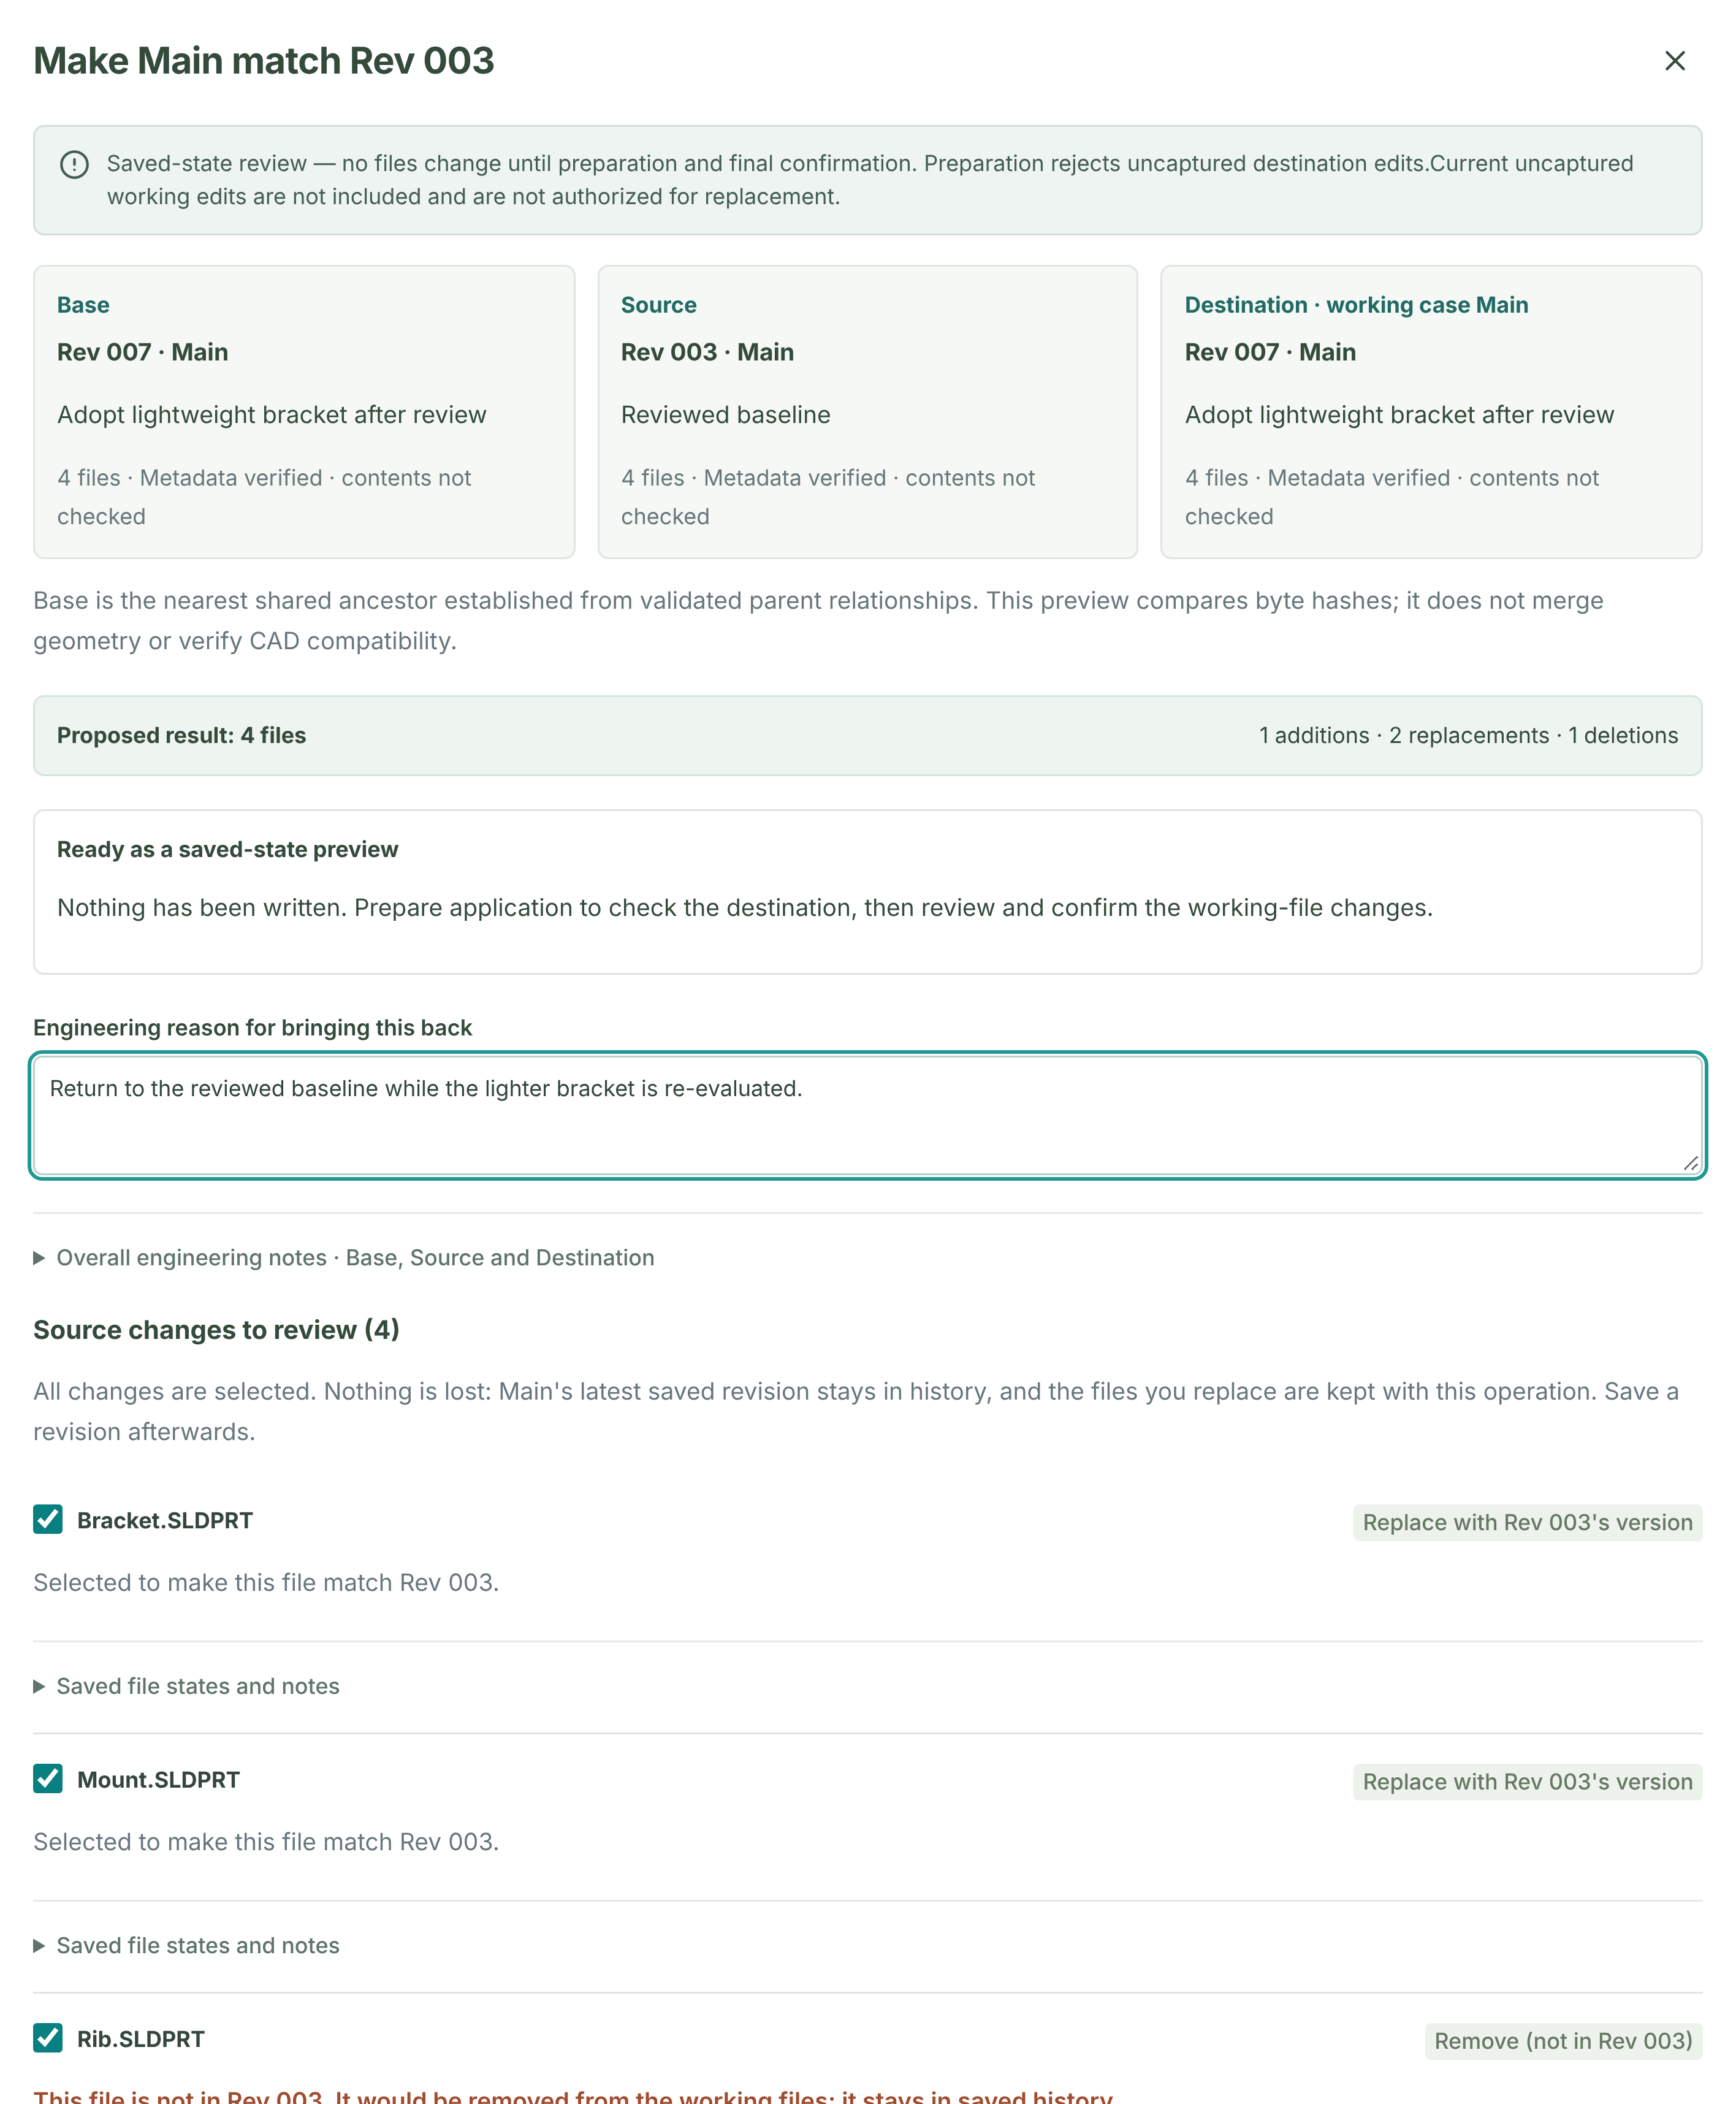 Make Main match Rev 003
Saved-state review — no files change until preparation and final confirmation. Preparation rejects uncaptured destination edits.Current uncaptured
working edits are not included and are not authorized for replacement.
Base
Rev 007 · Main
Adopt lightweight bracket after review
4 files · Metadata verified · contents not
checked
Source
Rev 003 · Main
Reviewed baseline
4 files · Metadata verified · contents not
checked
Destination · working case Main
Rev 007 · Main
Adopt lightweight bracket after review
4 files · Metadata verified · contents not
checked
Base is the nearest shared ancestor established from validated parent relationships. This preview compares byte hashes; it does not merge
geometry or verify CAD compatibility.
Proposed result: 4 files
1 additions · 2 replacements · 1 deletions
Ready as a saved-state preview
Nothing has been written. Prepare application to check the destination, then review and confirm the working-file changes.
Engineering reason for bringing this back
Return to the reviewed baseline while the lighter bracket is re-evaluated.
Overall engineering notes · Base, Source and Destination
Source changes to review (4)
All changes are selected. Nothing is lost: Main's latest saved revision stays in history, and the files you replace are kept with this operation. Save a
revision afterwards.
Bracket.SLDPRT
Replace with Rev 003's version
Selected to make this file match Rev 003.
Saved file states and notes
Mount.SLDPRT
Replace with Rev 003's version
Selected to make this file match Rev 003.
Saved file states and notes
Rib.SLDPRT
Remove (not in Rev 003)
This file is not in Rev 003. It would be removed from the working files; it stays in saved history.